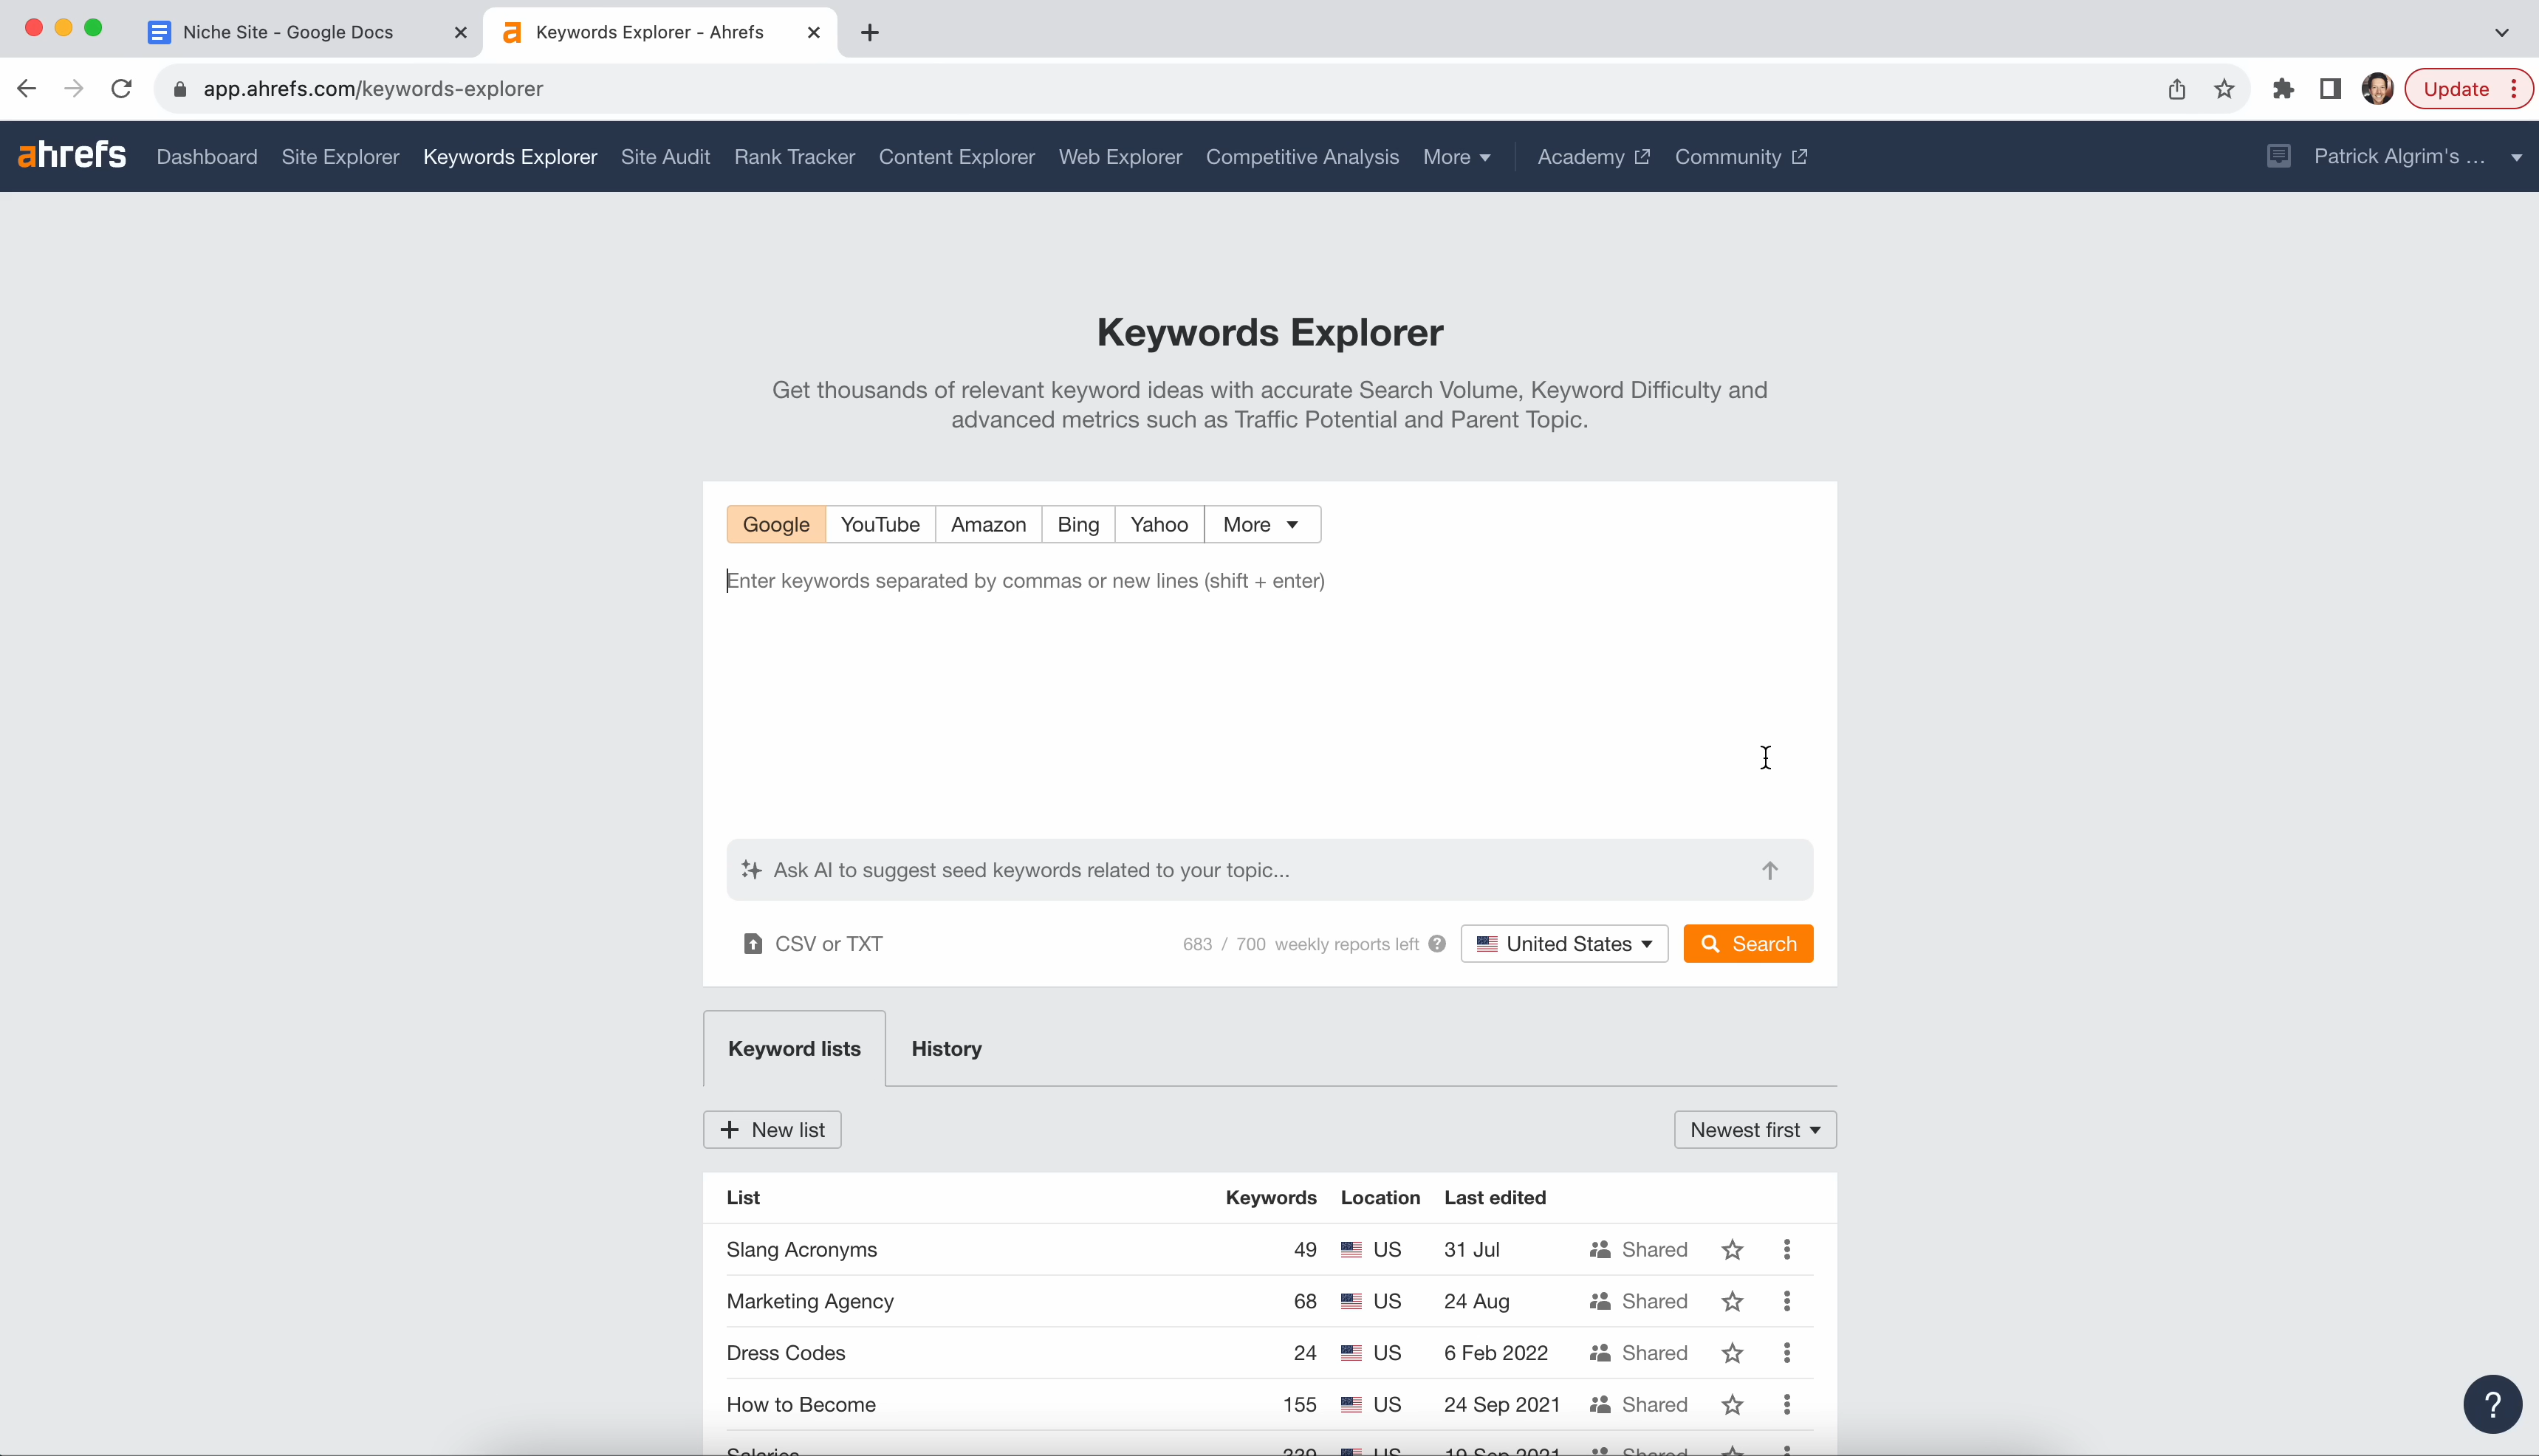 Niche Site - Google Docs
Keywords Explorer - Ahrefs
app.ahrefs.com/keywords-explorer
Update
ahrefs Dashboard Site Explorer Keywords Explorer Site Audit Rank Tracker Content Explorer Web Explorer Competitive Analysis More Academy Community Patrick Algrim's ...
Keywords Explorer
Get thousands of relevant keyword ideas with accurate Search Volume, Keyword Difficulty and
advanced metrics such as Traffic Potential and Parent Topic.
Google YouTube Amazon Bing Yahoo More
Enter keywords separated by commas or new lines (shift + enter)
Ask AI to suggest seed keywords related to your topic...
CSV or TXT 683 / 700 weekly reports left ? United States Search
Keyword lists History
+ New list Newest first
List Keywords Location Last edited
Slang Acronyms 49 US 31 Jul Shared
Marketing Agency 68 US 24 Aug Shared
Dress Codes 24 US 6 Feb 2022 Shared
How to Become 155 US 24 Sep 2021 Shared
?